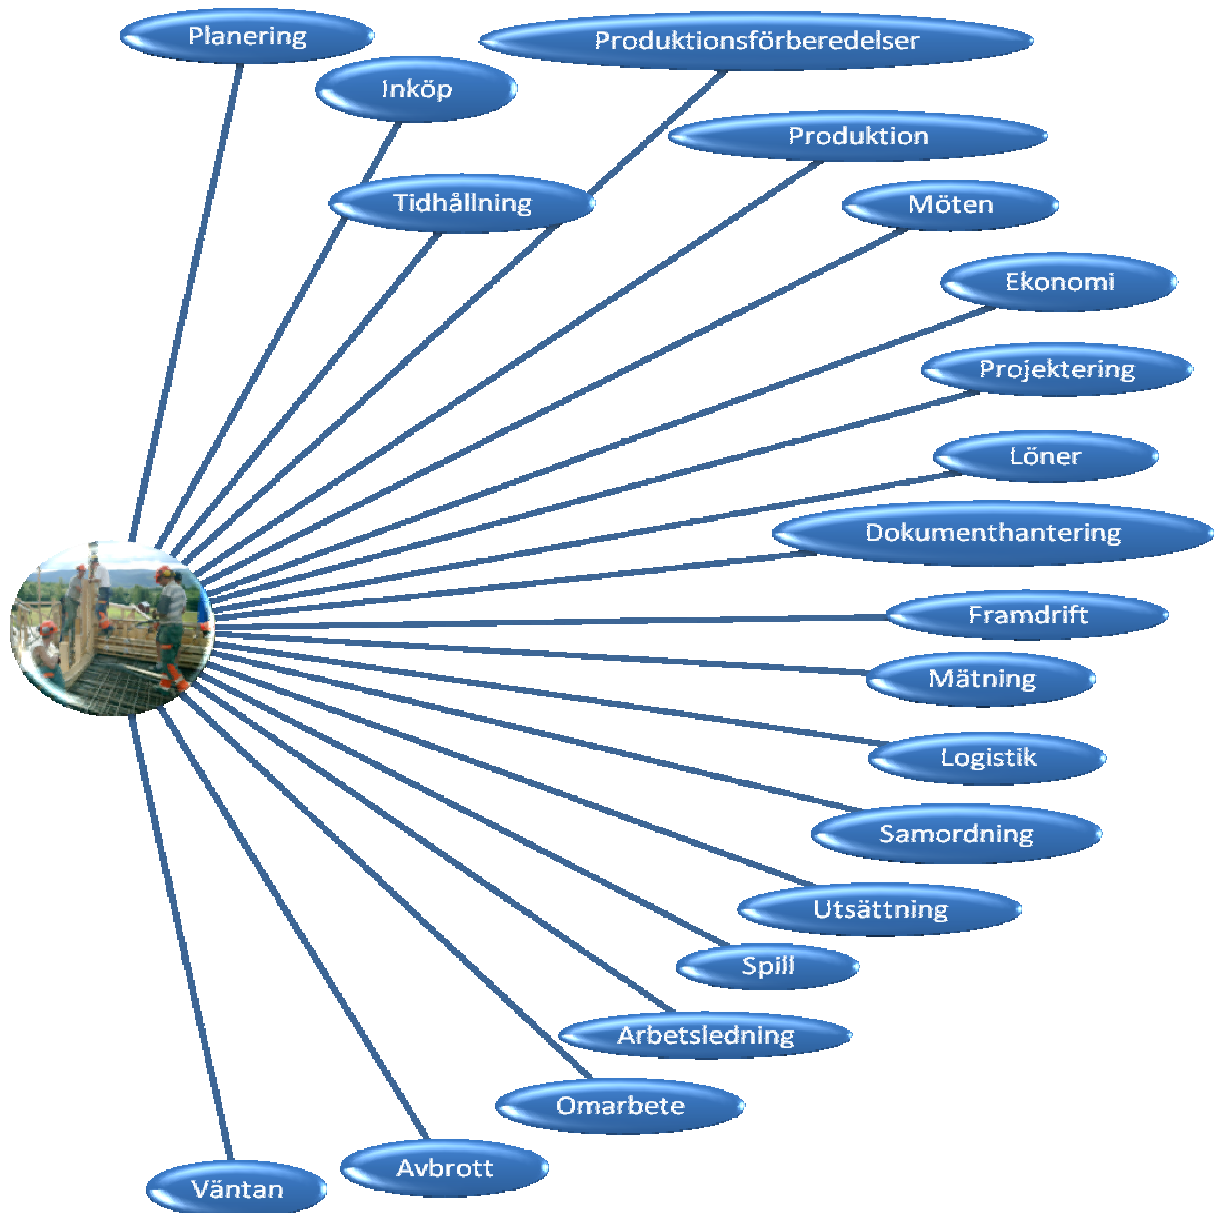 Planering
Produktionsförberedelser
Inköp
Produktion
Tidhållning
Möten
Ekonomi
Projektering
Löner
Dokumenthantering
Framdrift
Mätning
Logistik
Samordning
Utsättning
Spill
Arbetsledning
Omarbete
Avbrott
Väntan